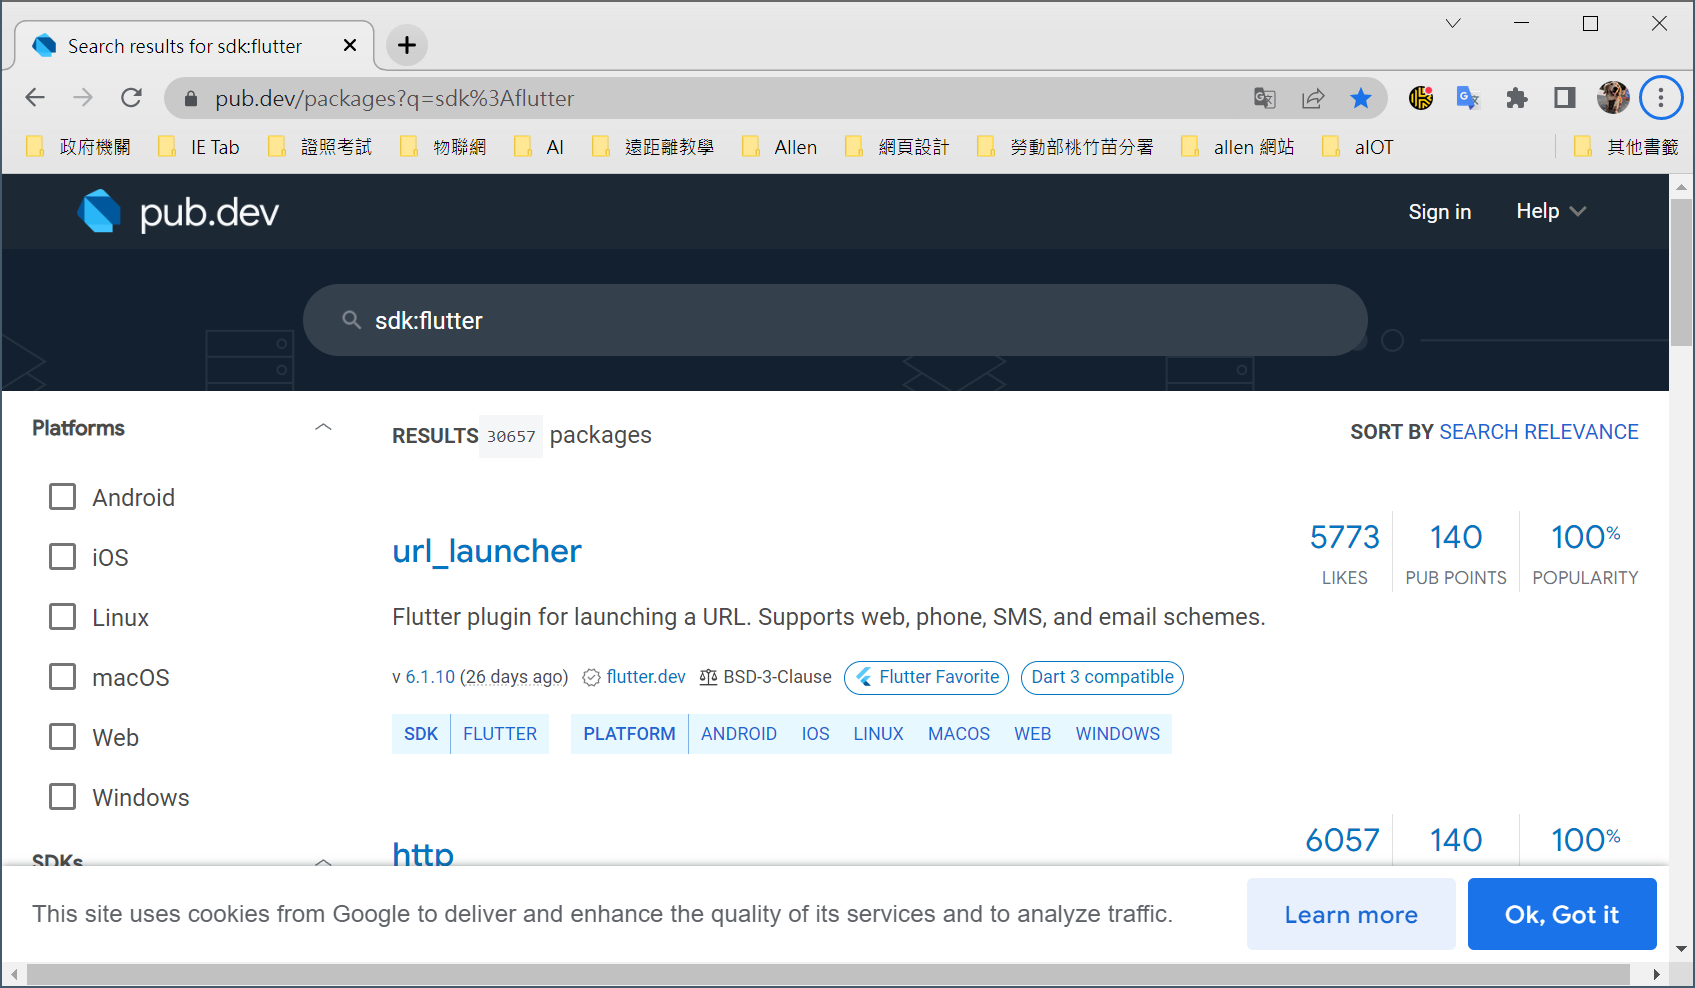 Search results for sdk:flutter
pub.dev/packages?q=sdk%3Aflutter
政府機關 IE Tab 證照考試 物聯網 AI 遠距離教學 Allen 網頁設計 勞動部桃竹苗分署 allen 網站 aIOT 其他書籤
pub.dev Sign in Help
sdk:flutter
Platforms
Android
iOS
Linux
macOS
Web
Windows
SDKs
RESULTS 30657 packages
SORT BY SEARCH RELEVANCE
url_launcher
5773 LIKES
140 PUB POINTS
100% POPULARITY
Flutter plugin for launching a URL. Supports web, phone, SMS, and email schemes.
v 6.1.10 (26 days ago) flutter.dev BSD-3-Clause Flutter Favorite Dart 3 compatible
SDK FLUTTER PLATFORM ANDROID IOS LINUX MACOS WEB WINDOWS
http
6057 140 100%
This site uses cookies from Google to deliver and enhance the quality of its services and to analyze traffic.
Learn more
Ok, Got it